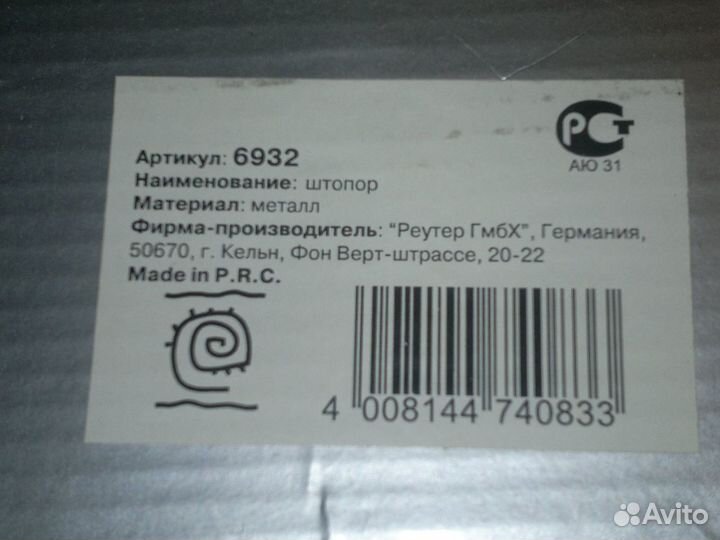 РСТ
АЮ 31
Артикул: 6932
Наименование: штопор
Материал: металл
Фирма-производитель: "Реутер ГмбХ", Германия,
50670, г. Кельн, Фон Верт-штрассе, 20-22
Made in P.R.C.
4 008144 740833
Avito